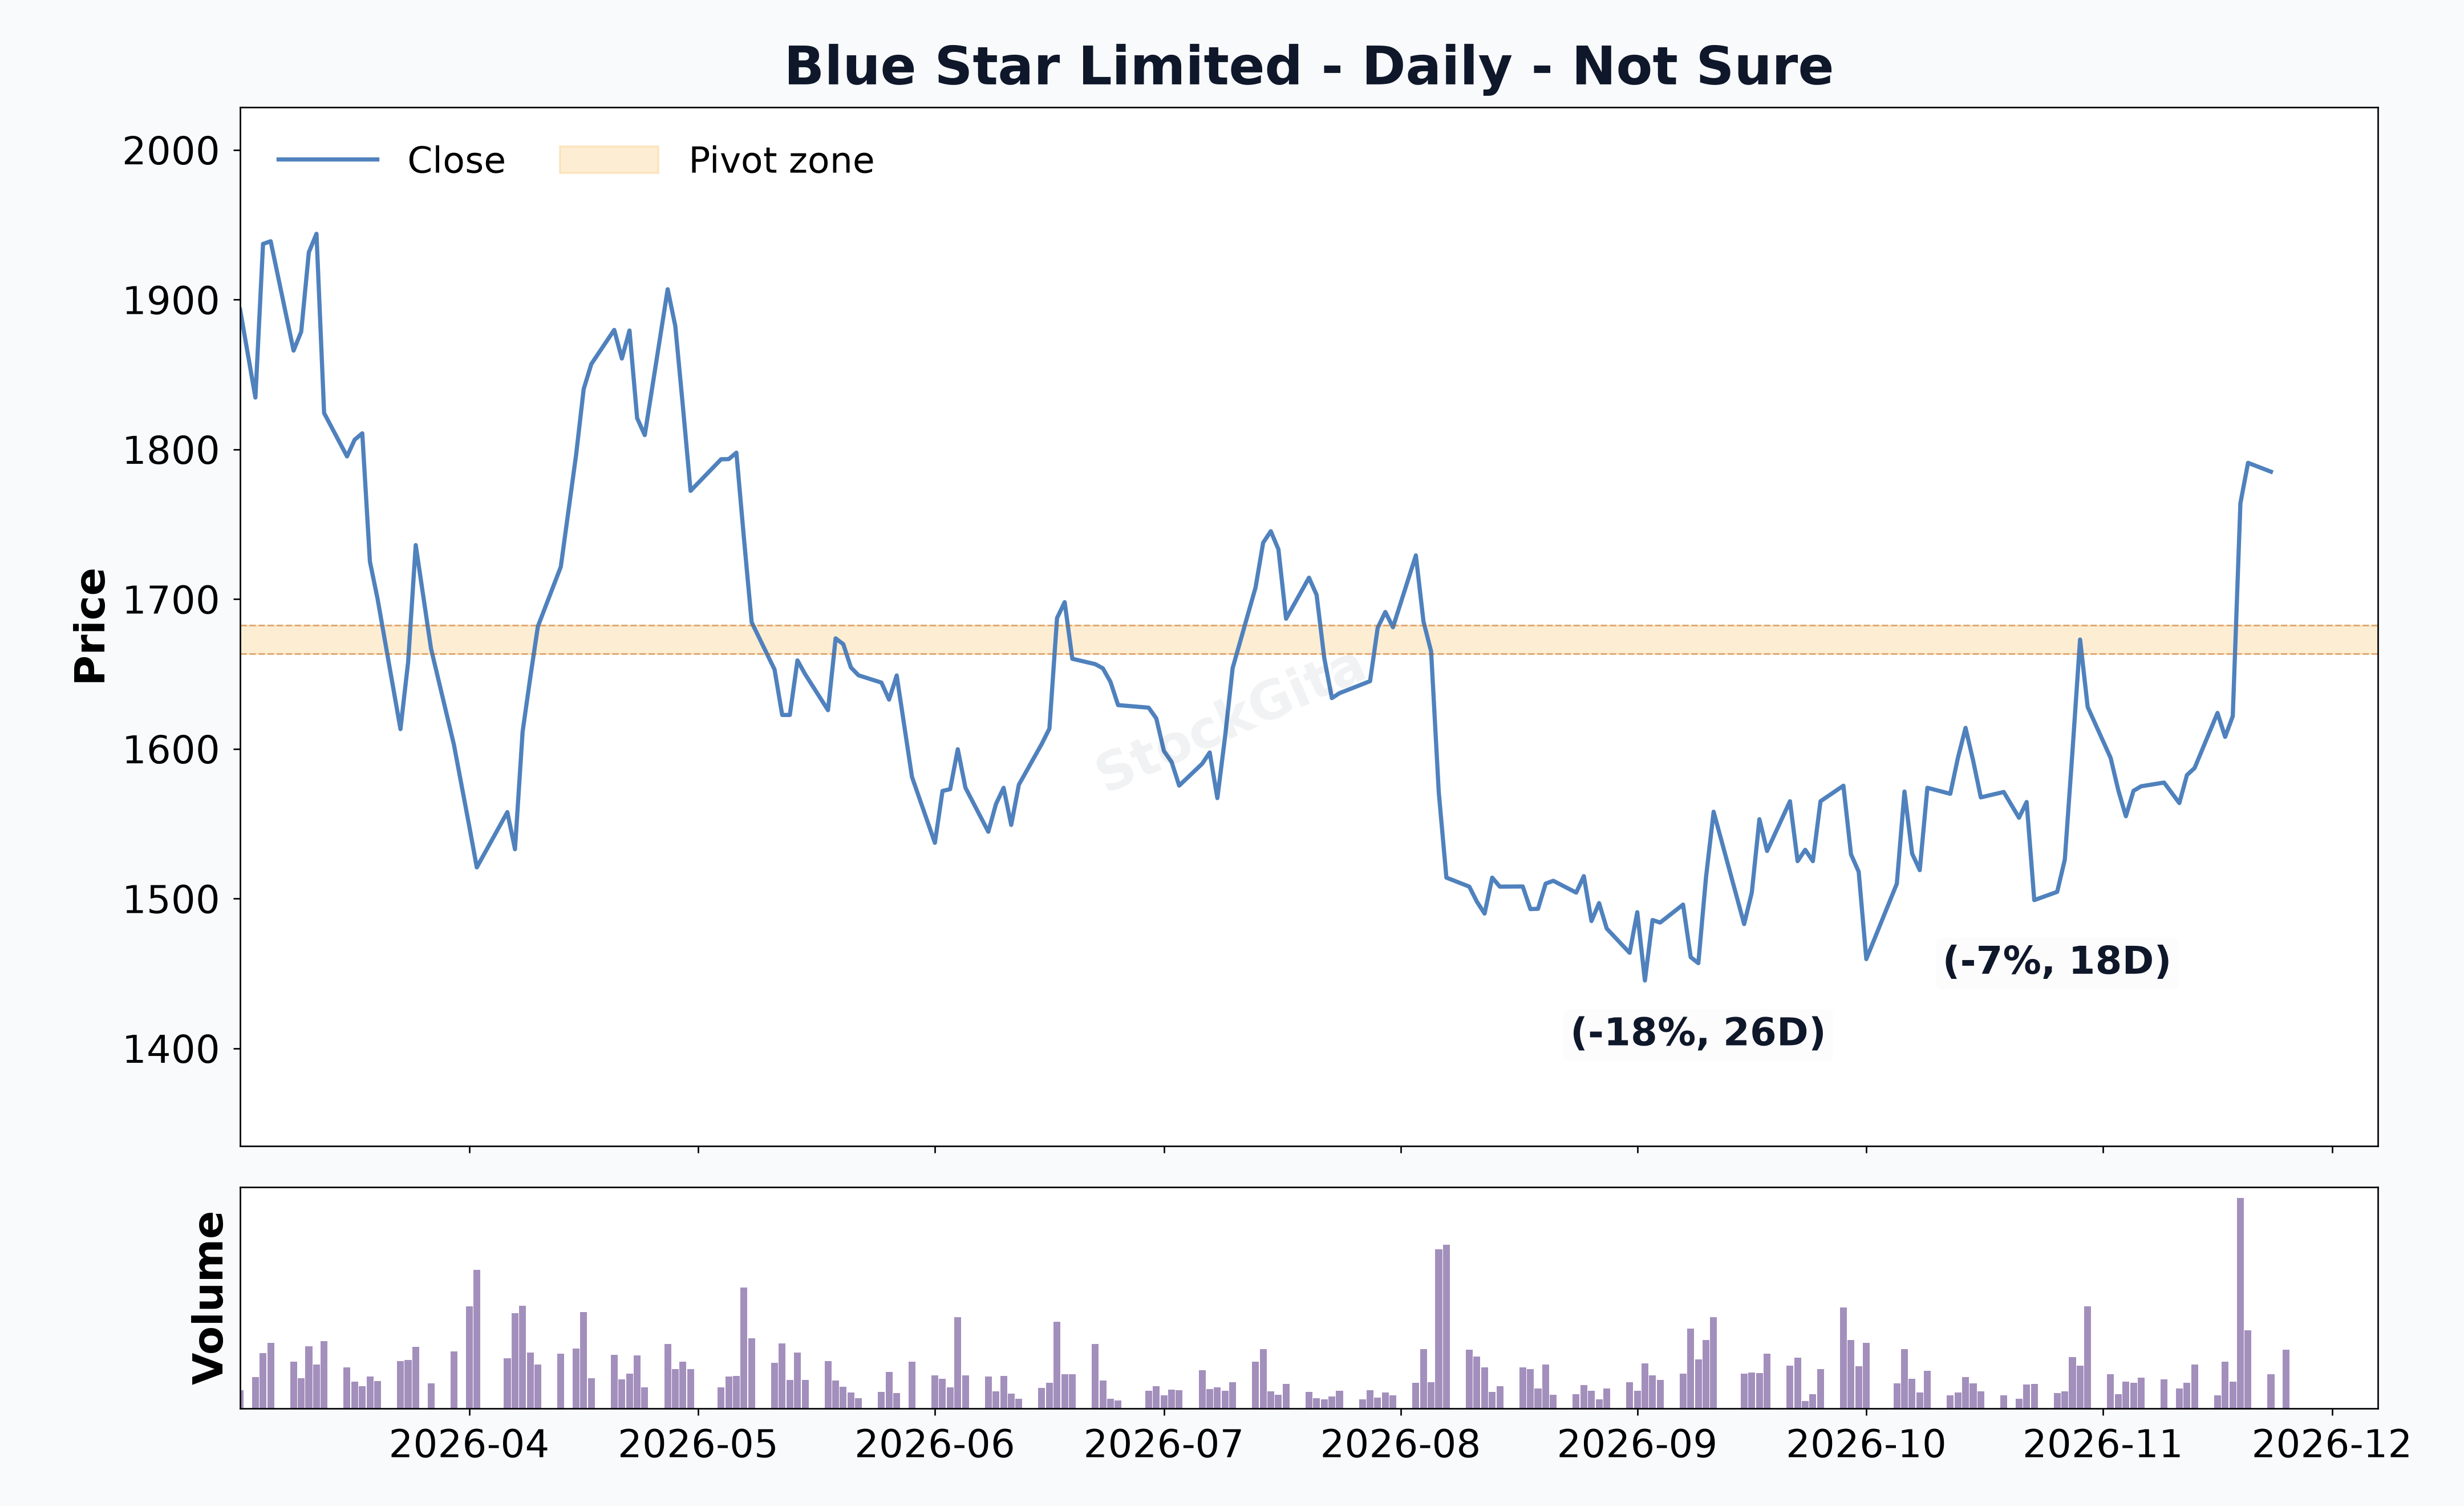 Blue Star Limited - Daily - Not Sure
Close
Pivot zone
Price
2000
1900
1800
1700
1600
1500
1400
StockGita
(-7%, 18D)
(-18%, 26D)
Volume
2026-04
2026-05
2026-06
2026-07
2026-08
2026-09
2026-10
2026-11
2026-12